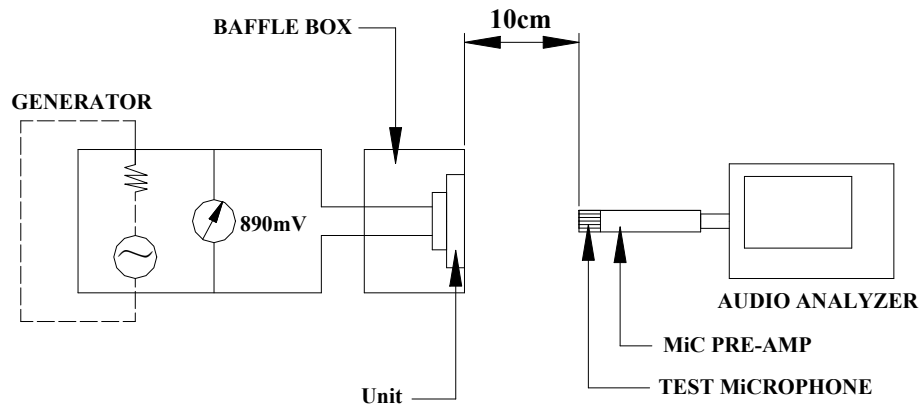 10cm
BAFFLE BOX
GENERATOR
890mV
AUDIO ANALYZER
MiC PRE-AMP
Unit
TEST MiCROPHONE